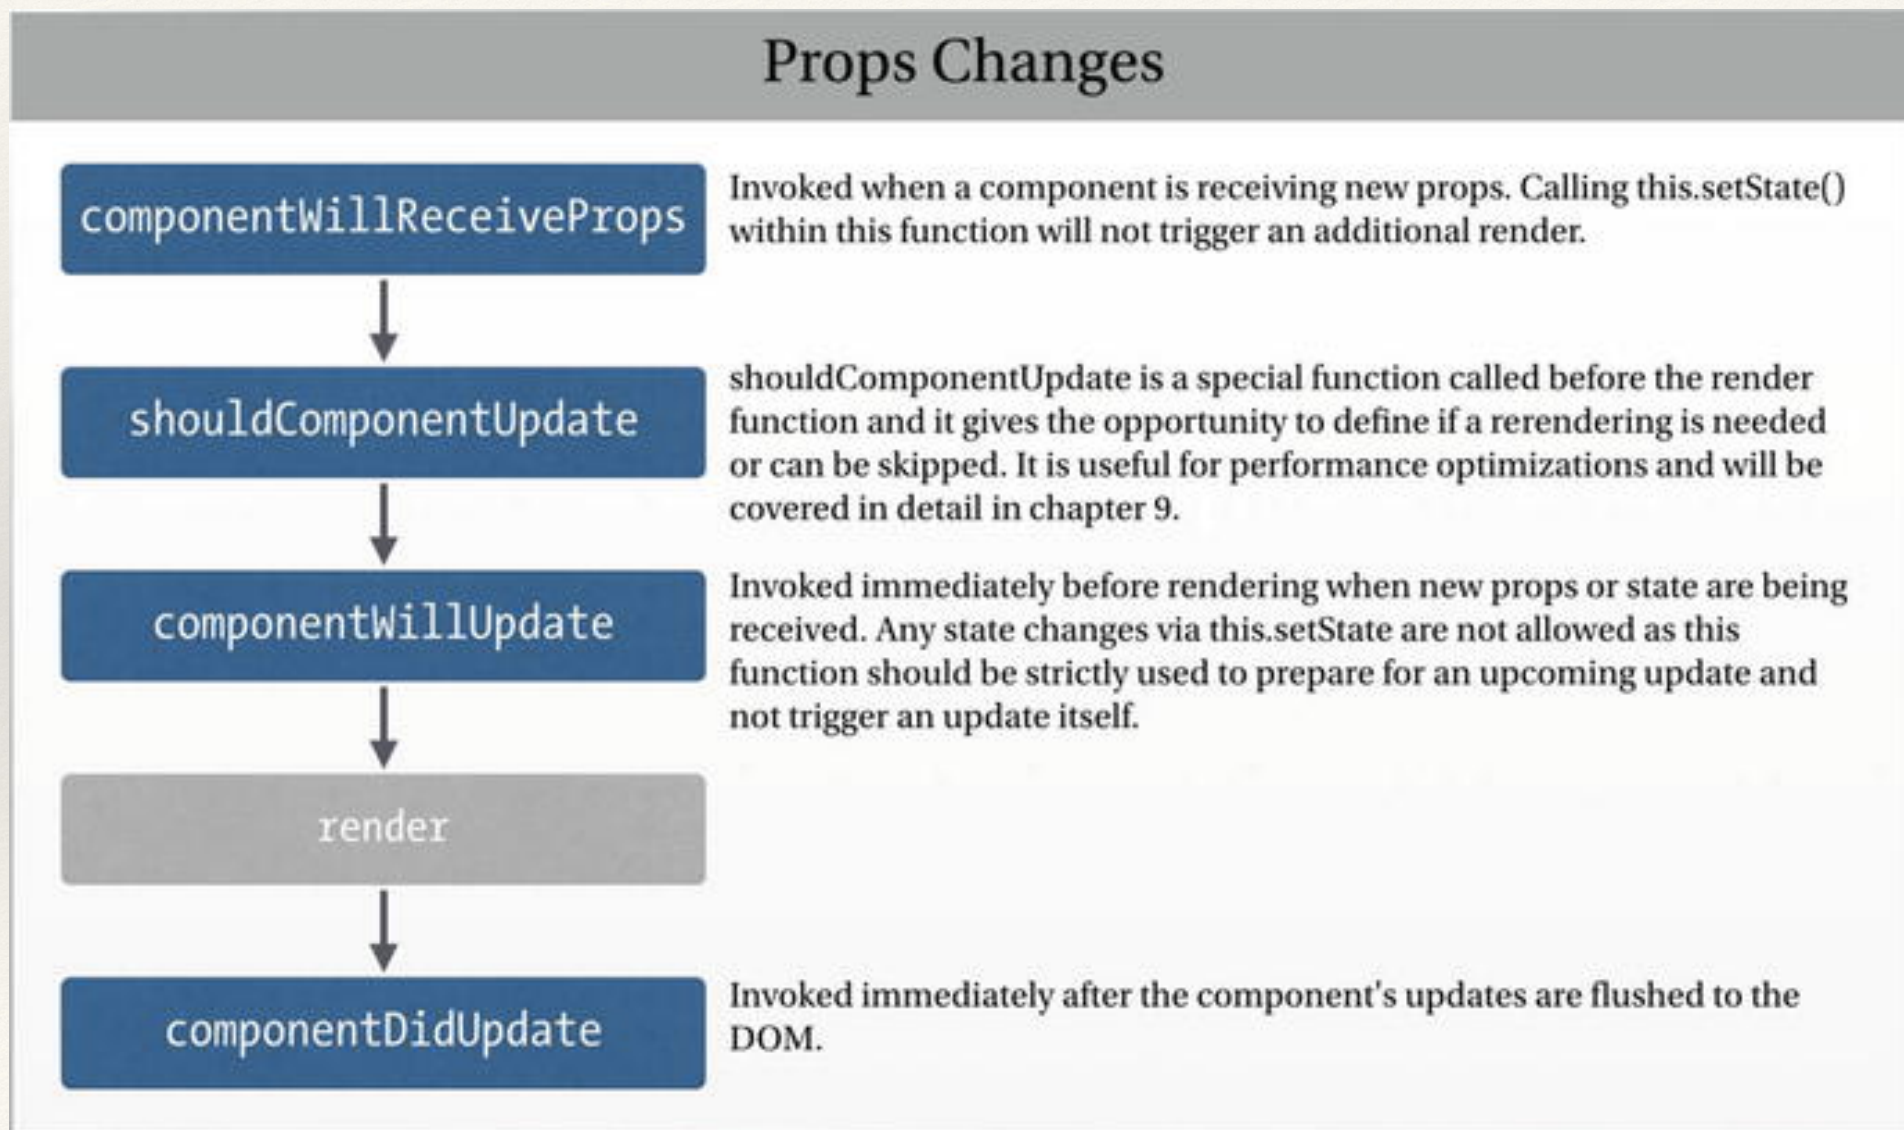 Props Changes
componentWillReceiveProps
Invoked when a component is receiving new props. Calling this.setState()
within this function will not trigger an additional render.
shouldComponentUpdate
shouldComponentUpdate is a special function called before the render
function and it gives the opportunity to define if a rerendering is needed
or can be skipped. It is useful for performance optimizations and will be
covered in detail in chapter 9.
componentWillUpdate
Invoked immediately before rendering when new props or state are being
received. Any state changes via this.setState are not allowed as this
function should be strictly used to prepare for an upcoming update and
not trigger an update itself.
render
componentDidUpdate
Invoked immediately after the component's updates are flushed to the
DOM.